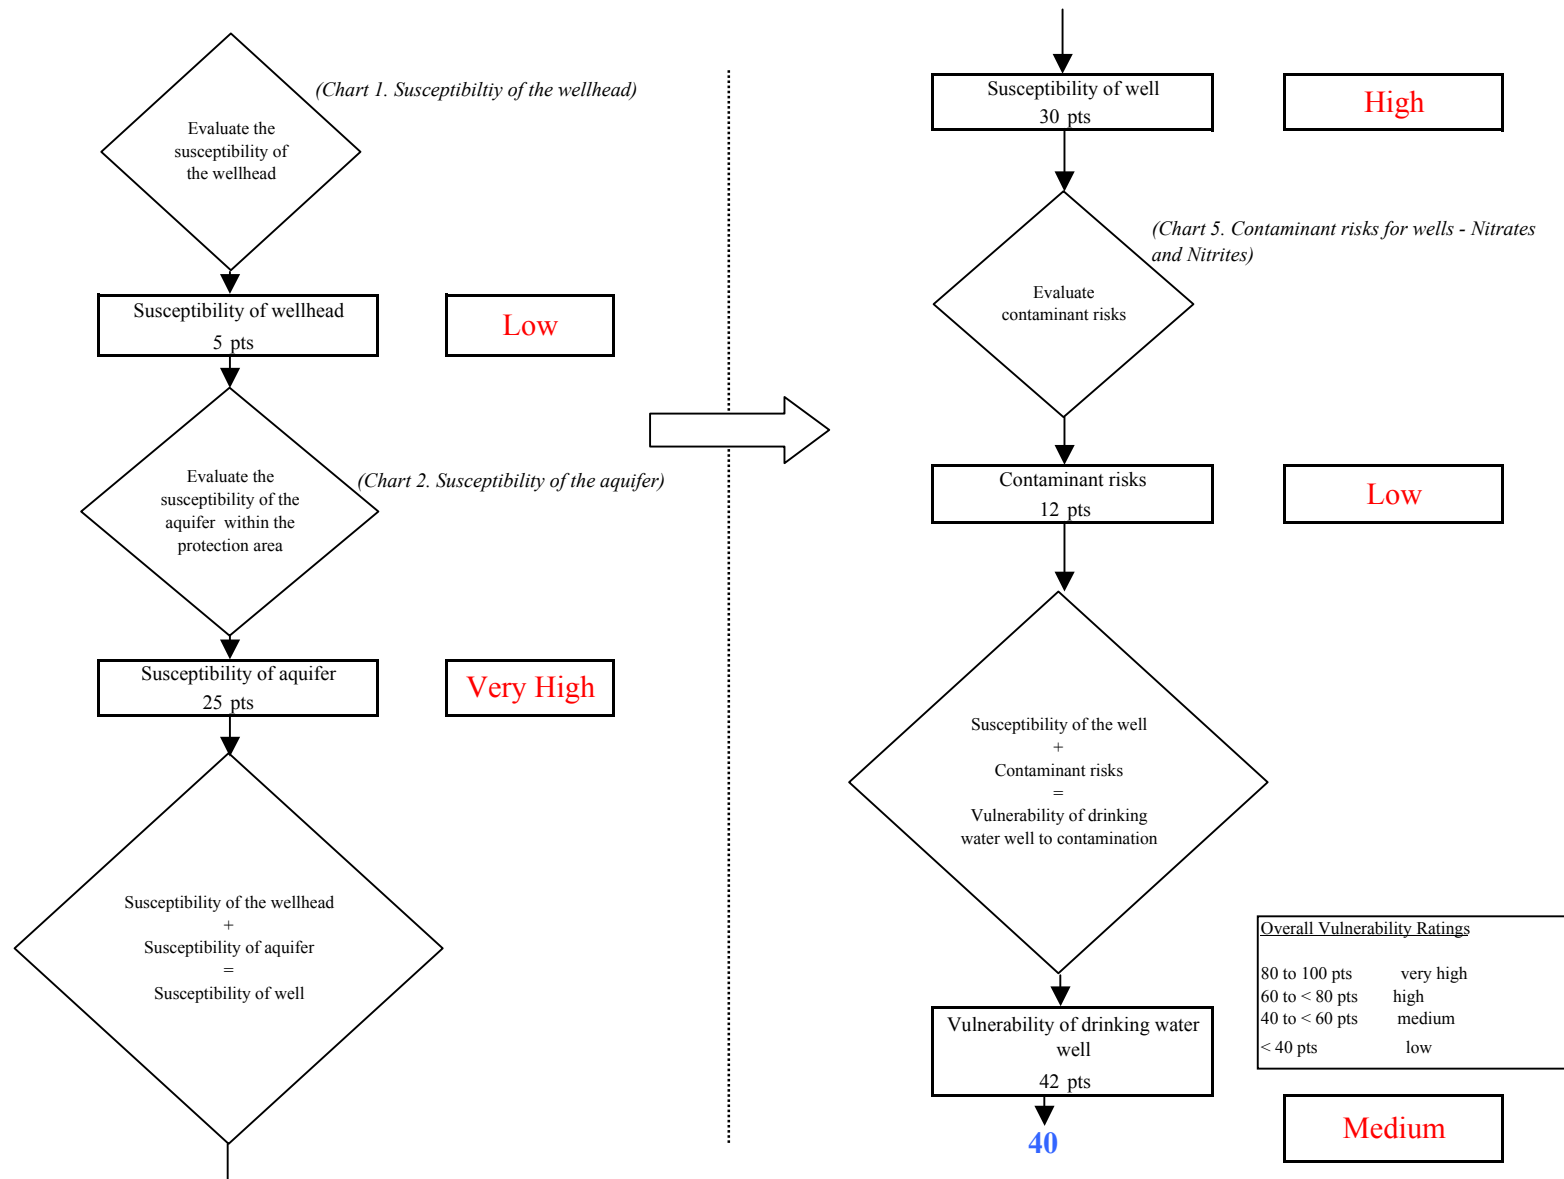 (Chart 1. Susceptibiltiy of the wellhead)
Evaluate the
susceptibility of
the wellhead
Susceptibility of wellhead
5 pts
Low
Evaluate the
susceptibility of the
aquifer within the
protection area
(Chart 2. Susceptibility of the aquifer)
Susceptibility of aquifer
25 pts
Very High
Susceptibility of the wellhead
+
Susceptibility of aquifer
=
Susceptibility of well
Susceptibility of well
30 pts
High
(Chart 5. Contaminant risks for wells - Nitrates
and Nitrites)
Evaluate
contaminant risks
Contaminant risks
12 pts
Low
Susceptibility of the well
+
Contaminant risks
=
Vulnerability of drinking
water well to contamination
Overall Vulnerability Ratings
80 to 100 pts very high
60 to < 80 pts high
40 to < 60 pts medium
< 40 pts low
Vulnerability of drinking water
well
42 pts
40
Medium